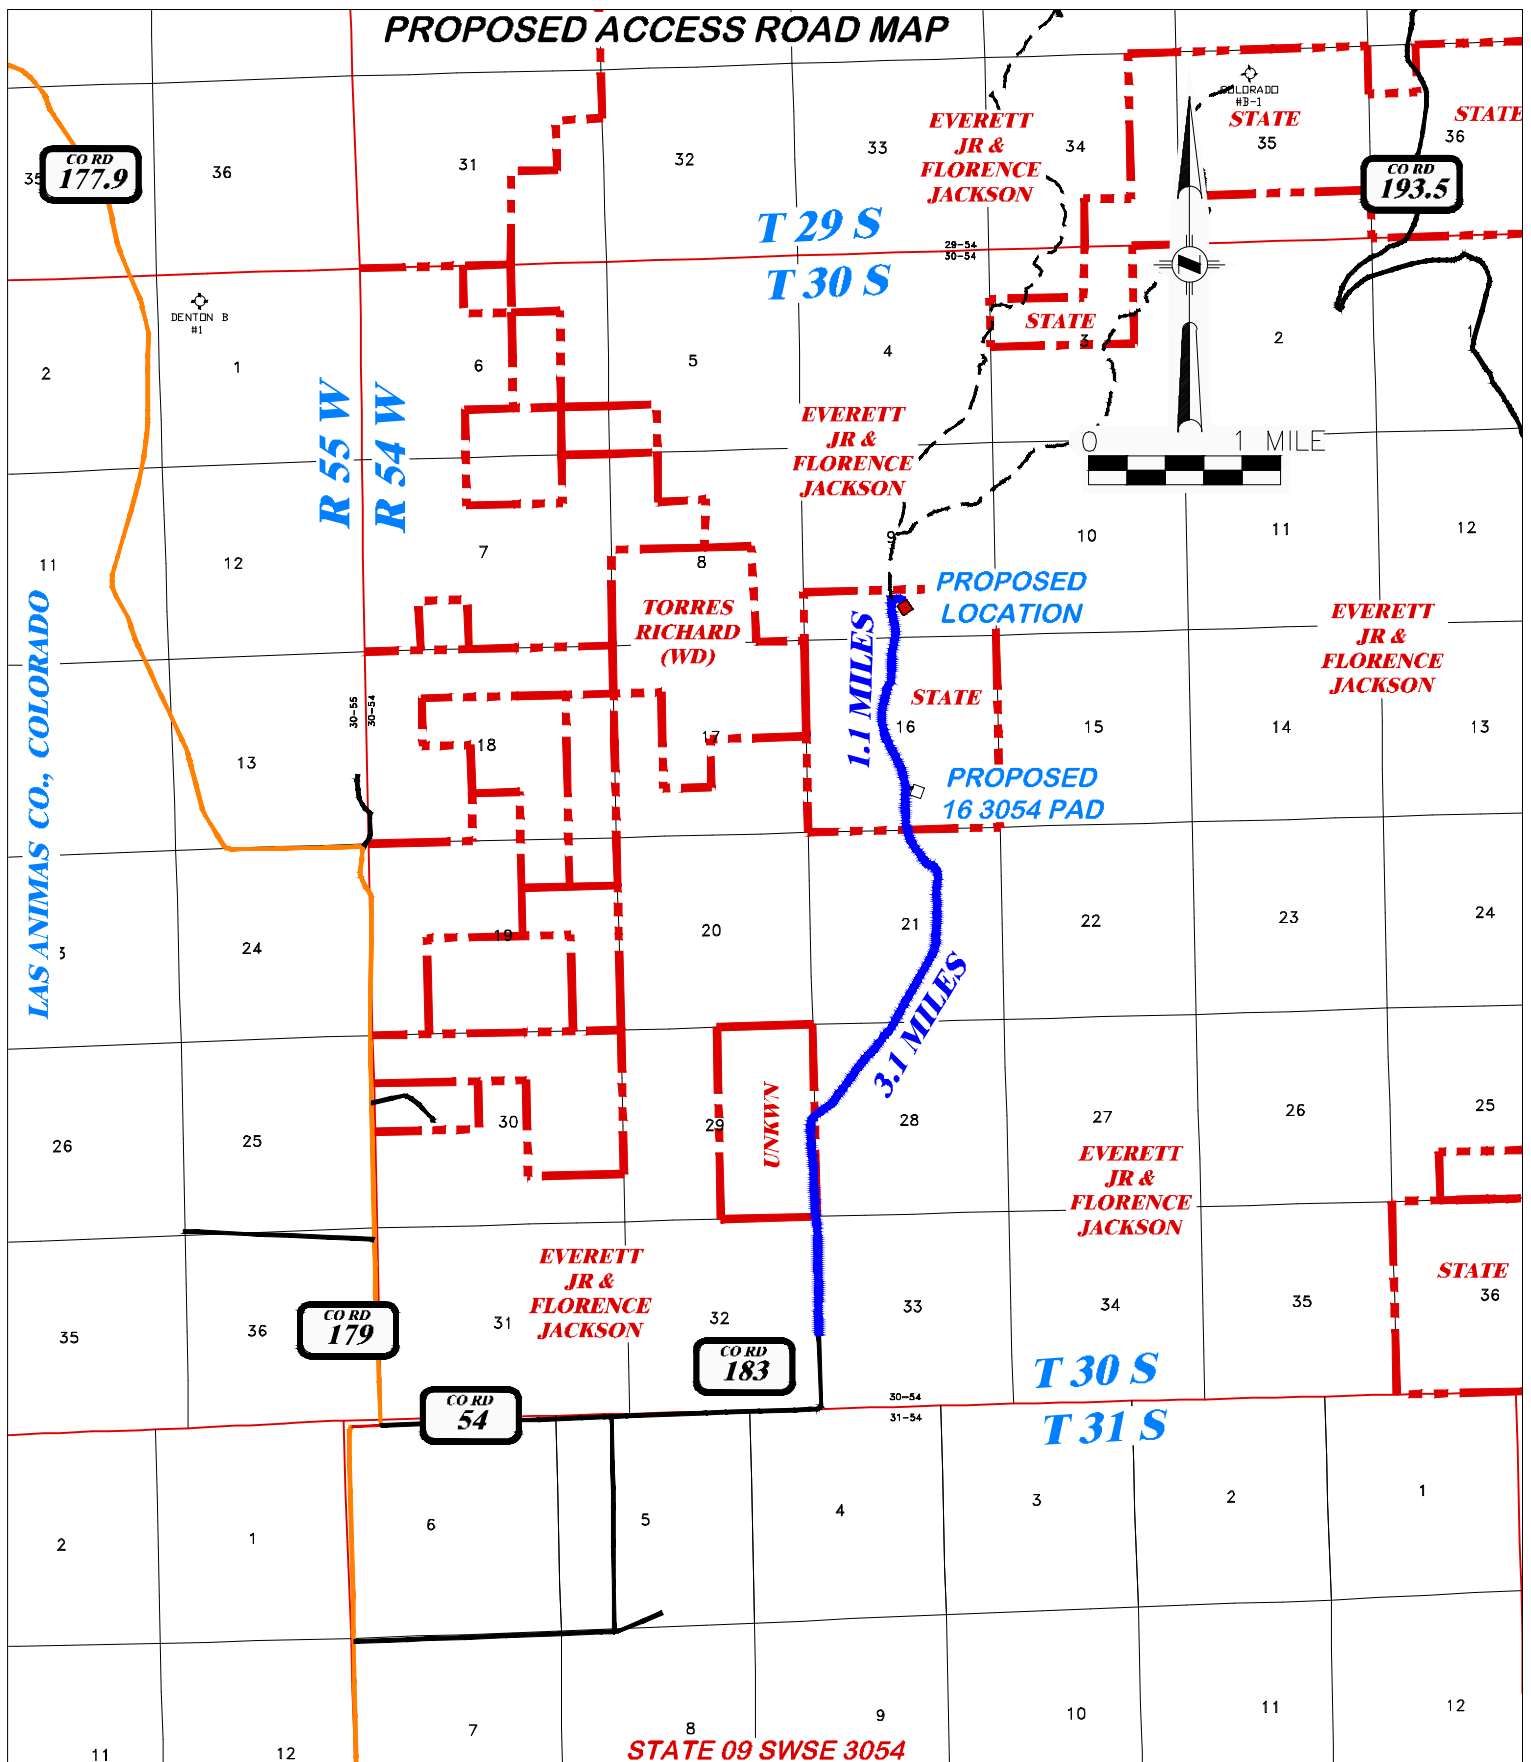 PROPOSED ACCESS ROAD MAP
COLORADO
#B-1
EVERETT
JR &
FLORENCE
JACKSON
STATE
STATE
35
36
31
32
33
34
35
36
CO RD
177.9
CO RD
193.5
T 29 S
29-54
30-54
T 30 S
DENTON B
#1
STATE
2
1
6
5
4
3
2
1
R 55 W
R 54 W
EVERETT
JR &
FLORENCE
JACKSON
0
1 MILE
11
12
7
8
9
10
11
12
PROPOSED
LOCATION
TORRES
RICHARD
(WD)
EVERETT
JR &
FLORENCE
JACKSON
LAS ANIMAS CO., COLORADO
30-55
30-54
1.1 MILES
STATE
13
18
17
16
15
14
13
PROPOSED
16 3054 PAD
3
24
19
20
21
22
23
24
3.1 MILES
26
25
30
29
UNKWN
28
27
26
25
EVERETT
JR &
FLORENCE
JACKSON
EVERETT
JR &
FLORENCE
JACKSON
STATE
35
36
31
32
33
34
35
36
CO RD
179
CO RD
183
T 30 S
CO RD
54
30-54
31-54
T 31 S
2
1
6
5
4
3
2
1
11
12
7
8
9
10
11
12
STATE 09 SWSE 3054